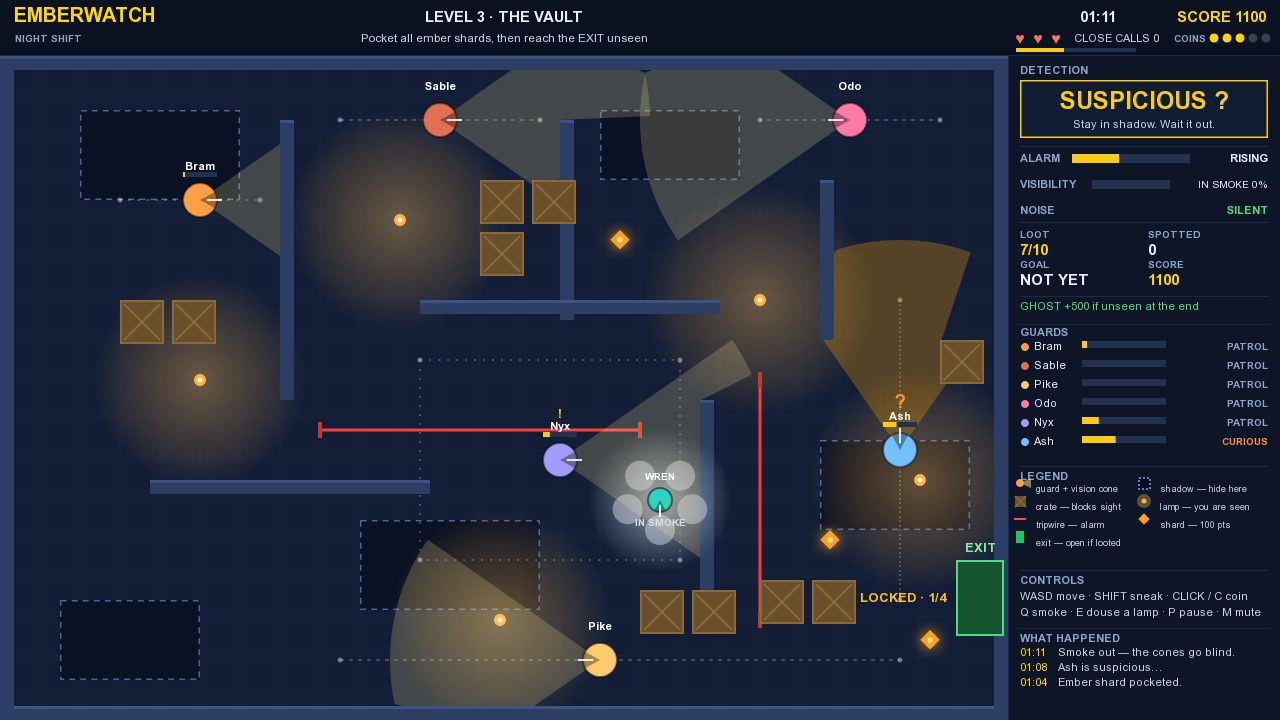 EMBERWATCH
NIGHT SHIFT
LEVEL 3 · THE VAULT
Pocket all ember shards, then reach the EXIT unseen
01:11
SCORE 1100
♥ ♥ ♥ CLOSE CALLS 0 COINS
Sable
Odo
Bram
!
Nyx
WREN
IN SMOKE
?
Ash
EXIT
LOCKED · 1/4
Pike
DETECTION
SUSPICIOUS ?
Stay in shadow. Wait it out.
ALARM RISING
VISIBILITY IN SMOKE 0%
NOISE SILENT
LOOT SPOTTED
7/10 0
GOAL SCORE
NOT YET 1100
GHOST +500 if unseen at the end
GUARDS
Bram PATROL
Sable PATROL
Pike PATROL
Odo PATROL
Nyx PATROL
Ash CURIOUS
LEGEND
guard + vision cone shadow — hide here
crate — blocks sight lamp — you are seen
tripwire — alarm shard — 100 pts
exit — open if looted
CONTROLS
WASD move · SHIFT sneak · CLICK / C coin
Q smoke · E douse a lamp · P pause · M mute
WHAT HAPPENED
01:11 Smoke out — the cones go blind.
01:08 Ash is suspicious...
01:04 Ember shard pocketed.